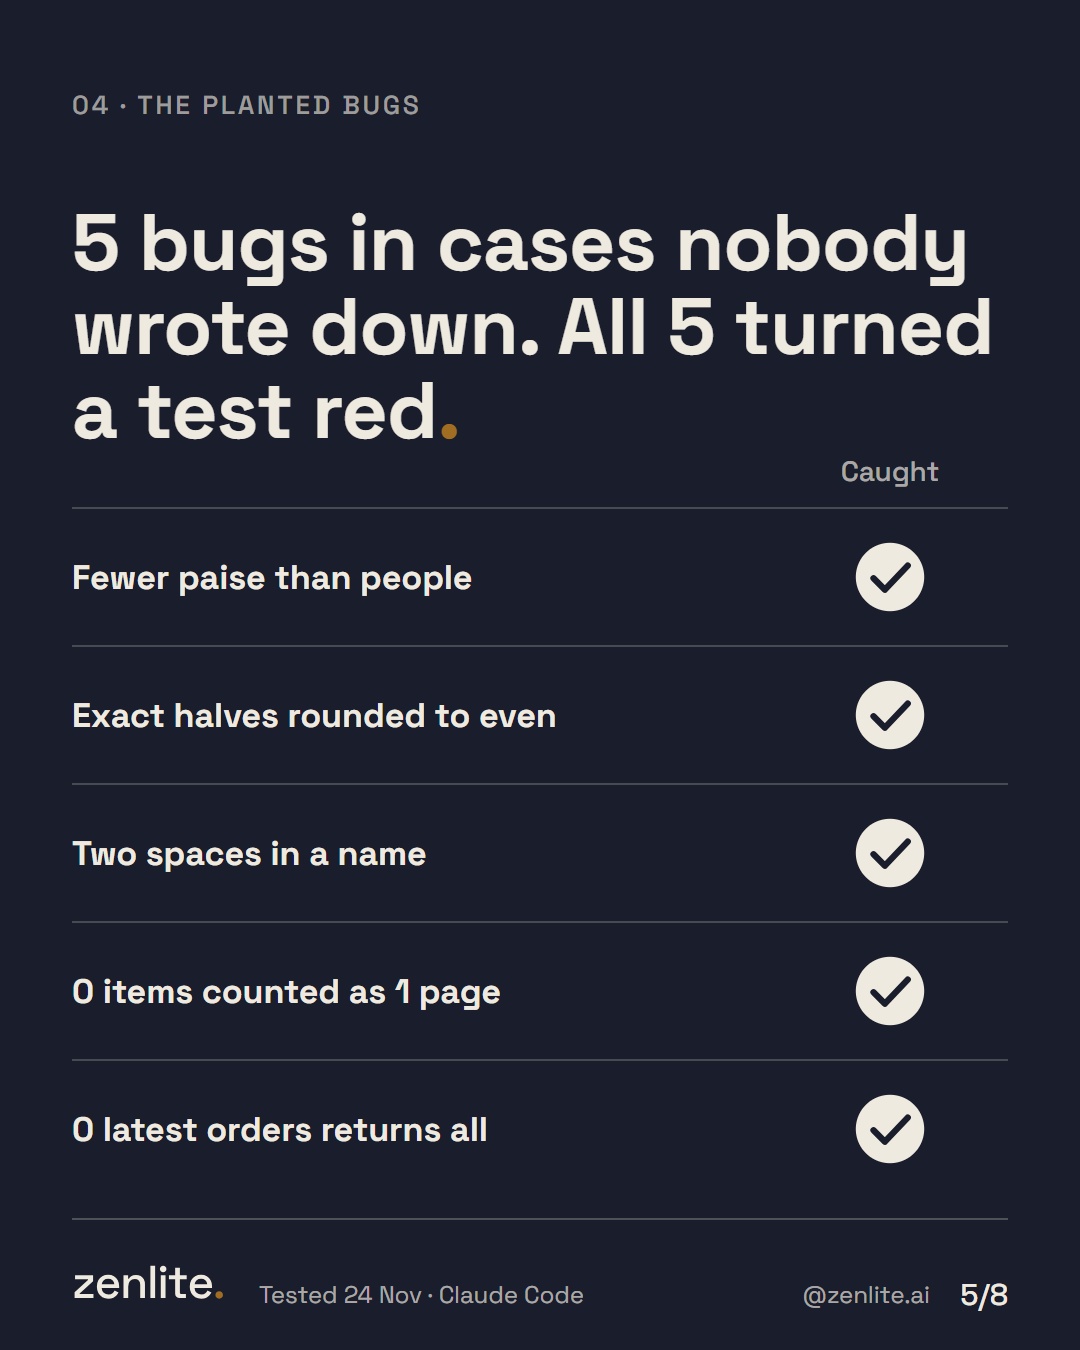 04 · THE PLANTED BUGS
5 bugs in cases nobody
wrote down. All 5 turned
a test red.
Caught
Fewer paise than people
Exact halves rounded to even
Two spaces in a name
0 items counted as 1 page
0 latest orders returns all
zenlite. Tested 24 Nov · Claude Code @zenlite.ai 5/8